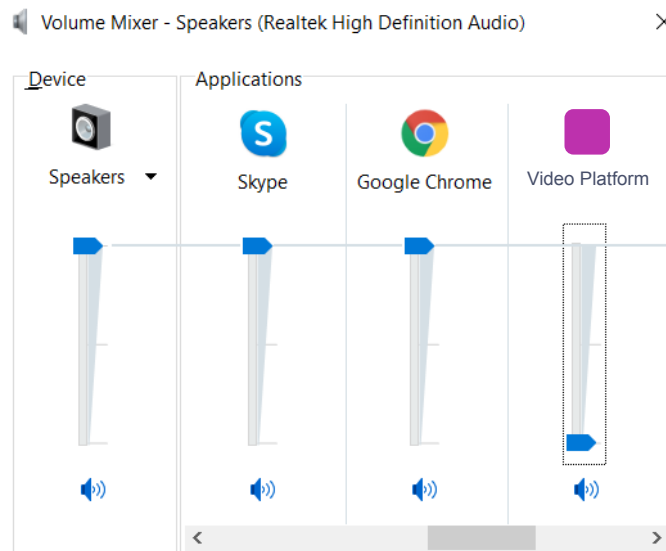 Volume Mixer - Speakers (Realtek High Definition Audio)
Device
Applications
Speakers
Skype
Google Chrome
Video Platform